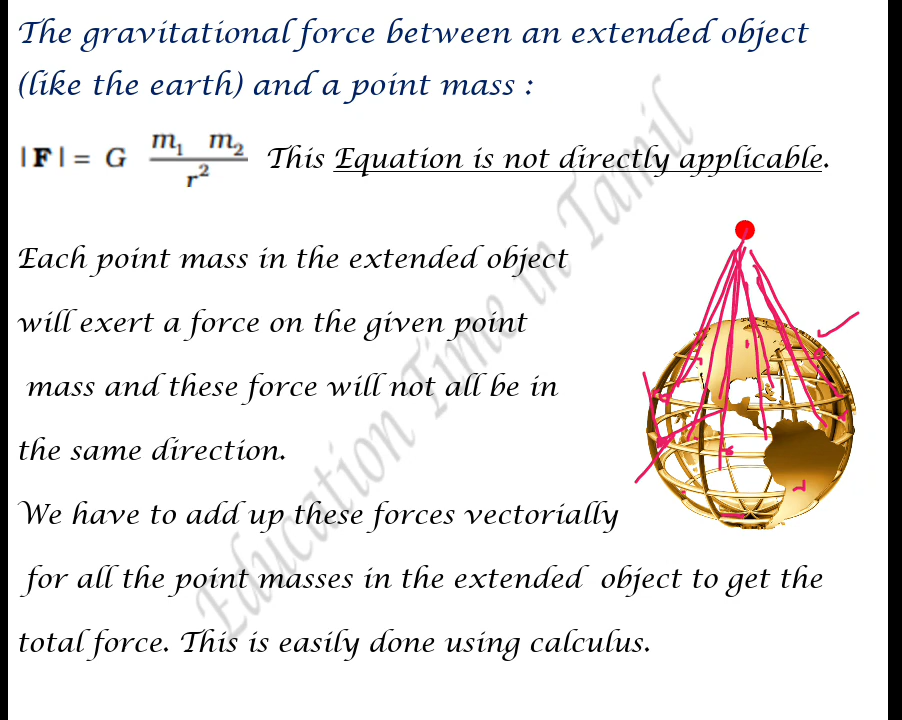 The gravitational force between an extended object
(like the earth) and a point mass :
|F| = G m₁ m₂ / r² This Equation is not directly applicable.
Each point mass in the extended object
will exert a force on the given point
mass and these force will not all be in
the same direction.
We have to add up these forces vectorially
for all the point masses in the extended object to get the
total force. This is easily done using calculus.
Education Time in Tamil